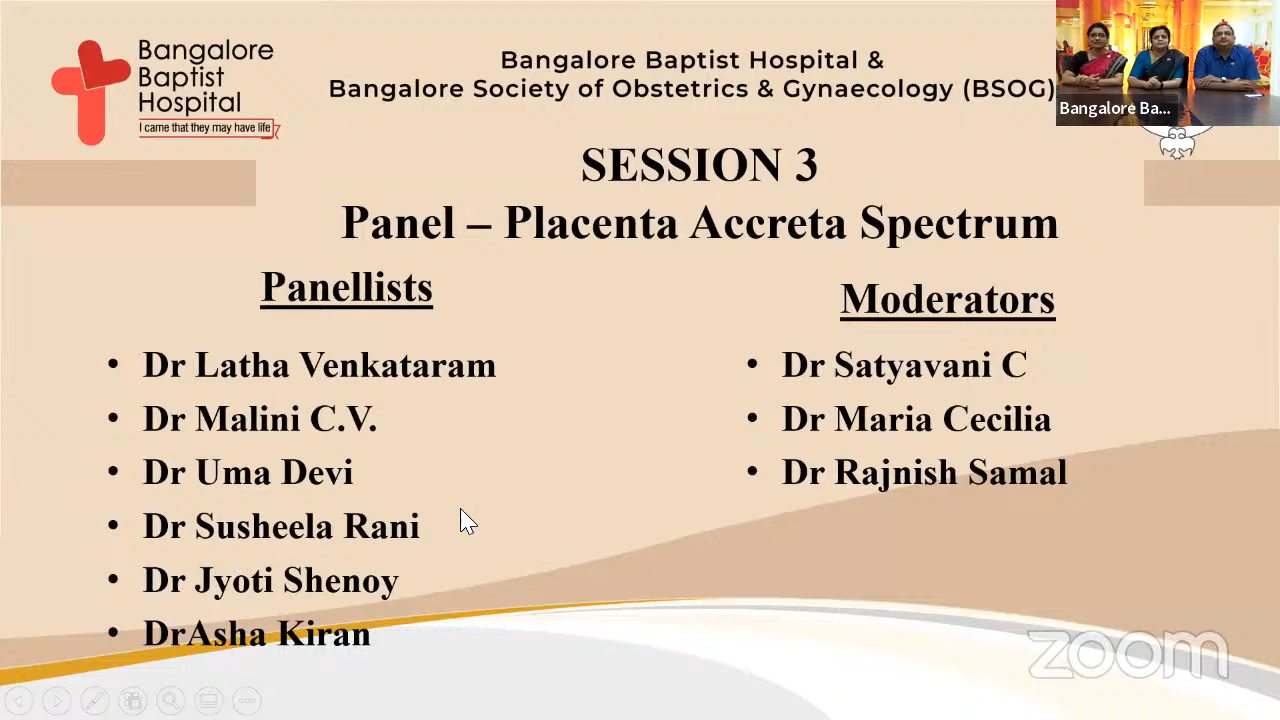 Bangalore
Baptist
Hospital
I came that they may have life
Bangalore Baptist Hospital &
Bangalore Society of Obstetrics & Gynaecology (BSOG)
Bangalore Ba...
SESSION 3
Panel – Placenta Accreta Spectrum
Panellists
• Dr Latha Venkataram
• Dr Malini C.V.
• Dr Uma Devi
• Dr Susheela Rani
• Dr Jyoti Shenoy
• DrAsha Kiran
Moderators
• Dr Satyavani C
• Dr Maria Cecilia
• Dr Rajnish Samal
zoom